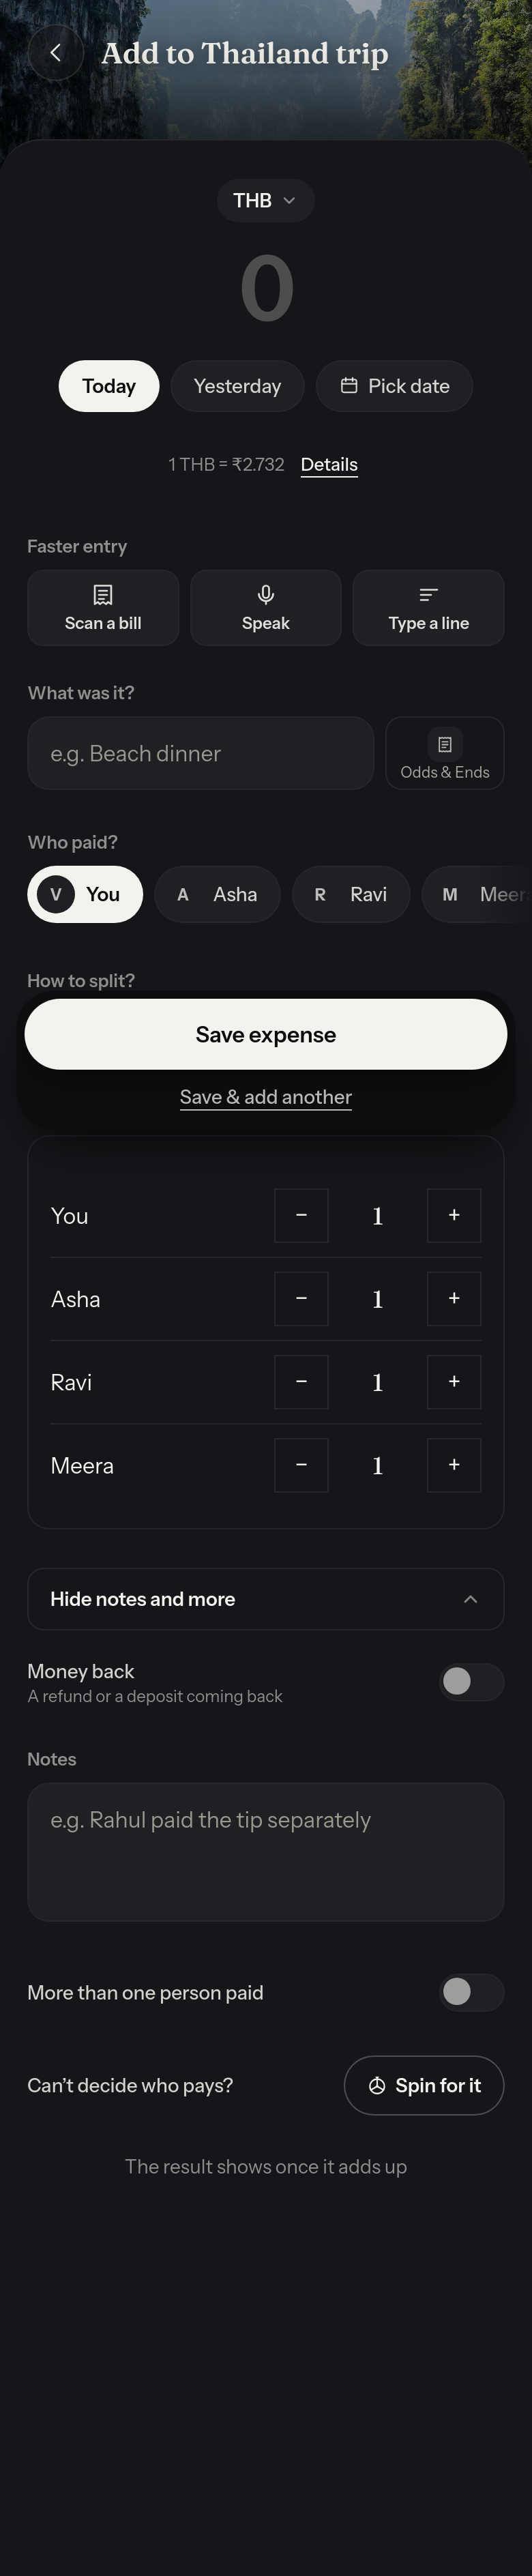 Add to Thailand trip
THB
0
Today
Yesterday
Pick date
1 THB = ₹2.732 Details
Faster entry
Scan a bill
Speak
Type a line
What was it?
e.g. Beach dinner
Odds & Ends
Who paid?
V You
A Asha
R Ravi
M Meera
How to split?
Save expense
Save & add another
You − 1 +
Asha − 1 +
Ravi − 1 +
Meera − 1 +
Hide notes and more
Money back
A refund or a deposit coming back
Notes
e.g. Rahul paid the tip separately
More than one person paid
Can’t decide who pays?
Spin for it
The result shows once it adds up